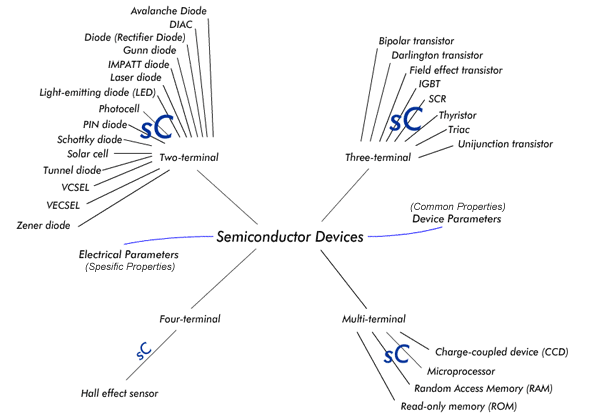 Avalanche Diode
DIAC
Diode (Rectifier Diode)
Gunn diode
IMPATT diode
Laser diode
Light-emitting diode (LED)
Photocell
PIN diode
Schottky diode
Solar cell
Tunnel diode
VCSEL
VECSEL
Zener diode
sC
Two-terminal
Bipolar transistor
Darlington transistor
Field effect transistor
IGBT
SCR
Thyristor
Triac
Unijunction transistor
sC
Three-terminal
(Common Properties)
Device Parameters
Semiconductor Devices
Electrical Parameters
(Spesific Properties)
Four-terminal
sC
Hall effect sensor
Multi-terminal
sC
Charge-coupled device (CCD)
Microprocessor
Random Access Memory (RAM)
Read-only memory (ROM)